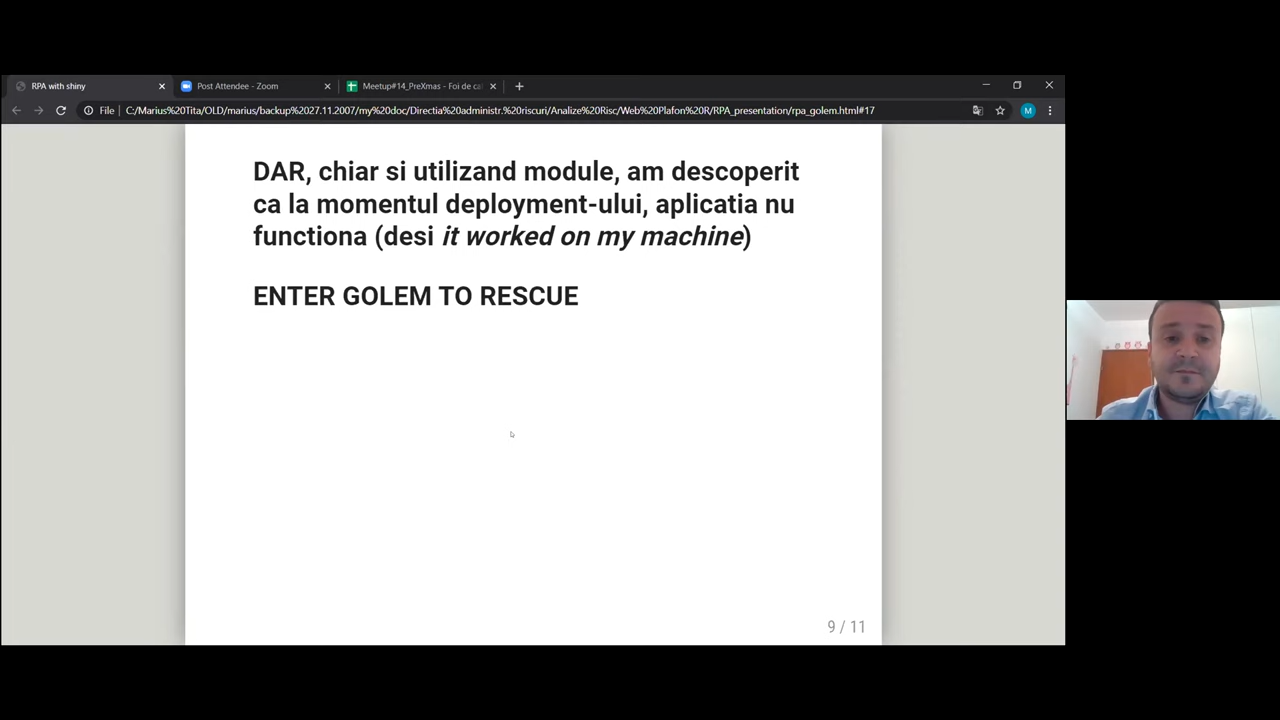 RPA with shiny
Post Attendee - Zoom
Meetup#14_PreXmas - Foi de ca
File
C:/Marius%20Tita/OLD/marius/backup%2027.11.2007/my%20doc/Directia%20administr.%20riscuri/Analize%20Risc/Web%20Plafon%20R/RPA_presentation/rpa_golem.html#17
M
DAR, chiar si utilizand module, am descoperit
ca la momentul deployment-ului, aplicatia nu
functiona (desi it worked on my machine)
ENTER GOLEM TO RESCUE
9 / 11